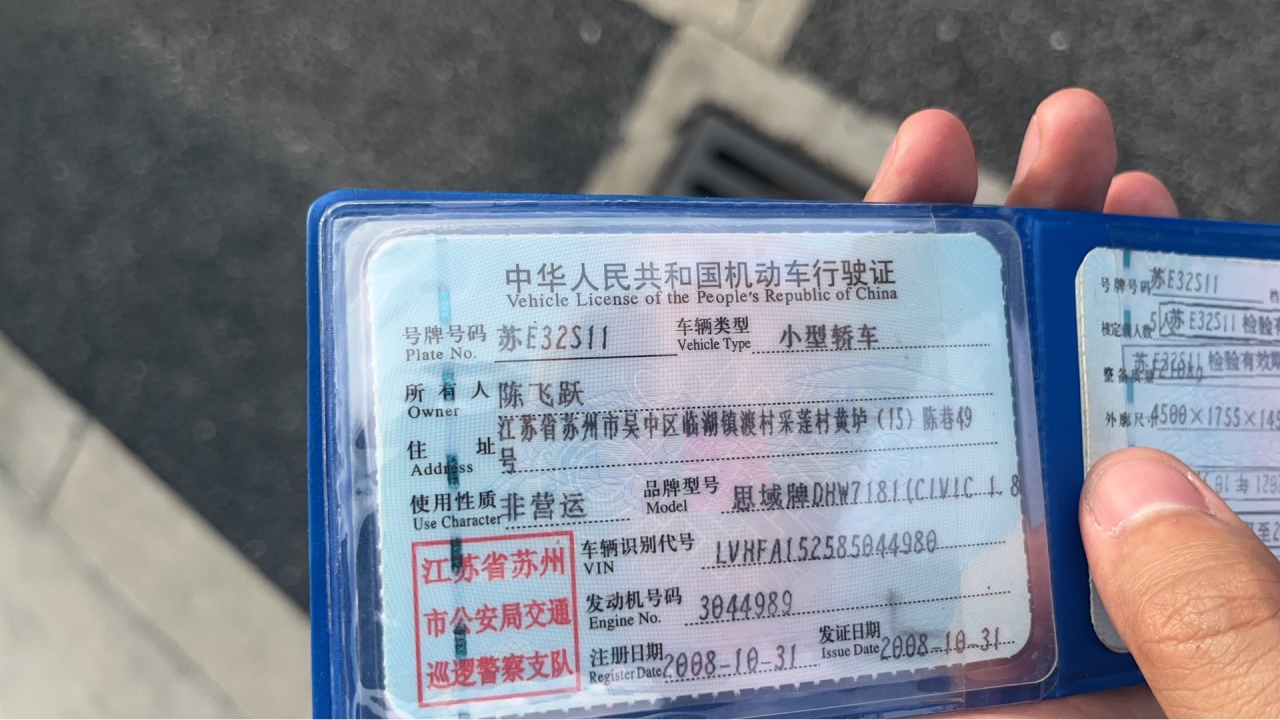 中华人民共和国机动车行驶证
Vehicle License of the People's Republic of China
号牌号码 苏E32S11 车辆类型 小型轿车
Plate No. Vehicle Type
所有人 陈飞跃
Owner
住址 江苏省苏州市吴中区临湖镇渡村采莲村黄垆（15）陈巷49
Address 号
使用性质 非营运 品牌型号 思域牌DHW7181(CIVIC 1.8
Use Character Model
江苏省苏州
市公安局交通
巡逻警察支队
车辆识别代号 LVHFA152585044980
VIN
发动机号码 3044989
Engine No.
注册日期 2008-10-31 发证日期 2008-10-31
Register Date Issue Date
号牌号码 苏E32S11
核定载人数 5人 苏E32S11 检验
苏E32S11 检验有效
外廓尺 4500×1755×14